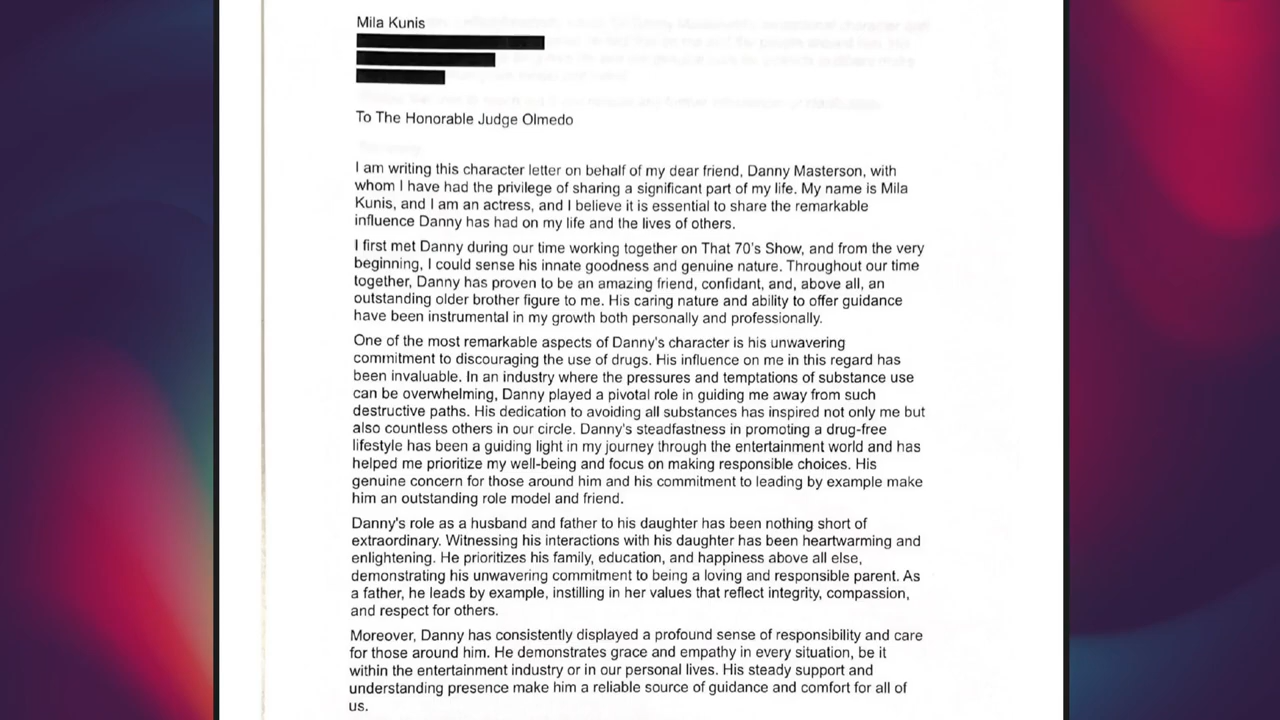 Mila Kunis
To The Honorable Judge Olmedo
I am writing this character letter on behalf of my dear friend, Danny Masterson, with
whom I have had the privilege of sharing a significant part of my life. My name is Mila
Kunis, and I am an actress, and I believe it is essential to share the remarkable
influence Danny has had on my life and the lives of others.
I first met Danny during our time working together on That 70's Show, and from the very
beginning, I could sense his innate goodness and genuine nature. Throughout our time
together, Danny has proven to be an amazing friend, confidant, and, above all, an
outstanding older brother figure to me. His caring nature and ability to offer guidance
have been instrumental in my growth both personally and professionally.
One of the most remarkable aspects of Danny's character is his unwavering
commitment to discouraging the use of drugs. His influence on me in this regard has
been invaluable. In an industry where the pressures and temptations of substance use
can be overwhelming, Danny played a pivotal role in guiding me away from such
destructive paths. His dedication to avoiding all substances has inspired not only me but
also countless others in our circle. Danny's steadfastness in promoting a drug-free
lifestyle has been a guiding light in my journey through the entertainment world and has
helped me prioritize my well-being and focus on making responsible choices. His
genuine concern for those around him and his commitment to leading by example make
him an outstanding role model and friend.
Danny's role as a husband and father to his daughter has been nothing short of
extraordinary. Witnessing his interactions with his daughter has been heartwarming and
enlightening. He prioritizes his family, education, and happiness above all else,
demonstrating his unwavering commitment to being a loving and responsible parent. As
a father, he leads by example, instilling in her values that reflect integrity, compassion,
and respect for others.
Moreover, Danny has consistently displayed a profound sense of responsibility and care
for those around him. He demonstrates grace and empathy in every situation, be it
within the entertainment industry or in our personal lives. His steady support and
understanding presence make him a reliable source of guidance and comfort for all of
us.